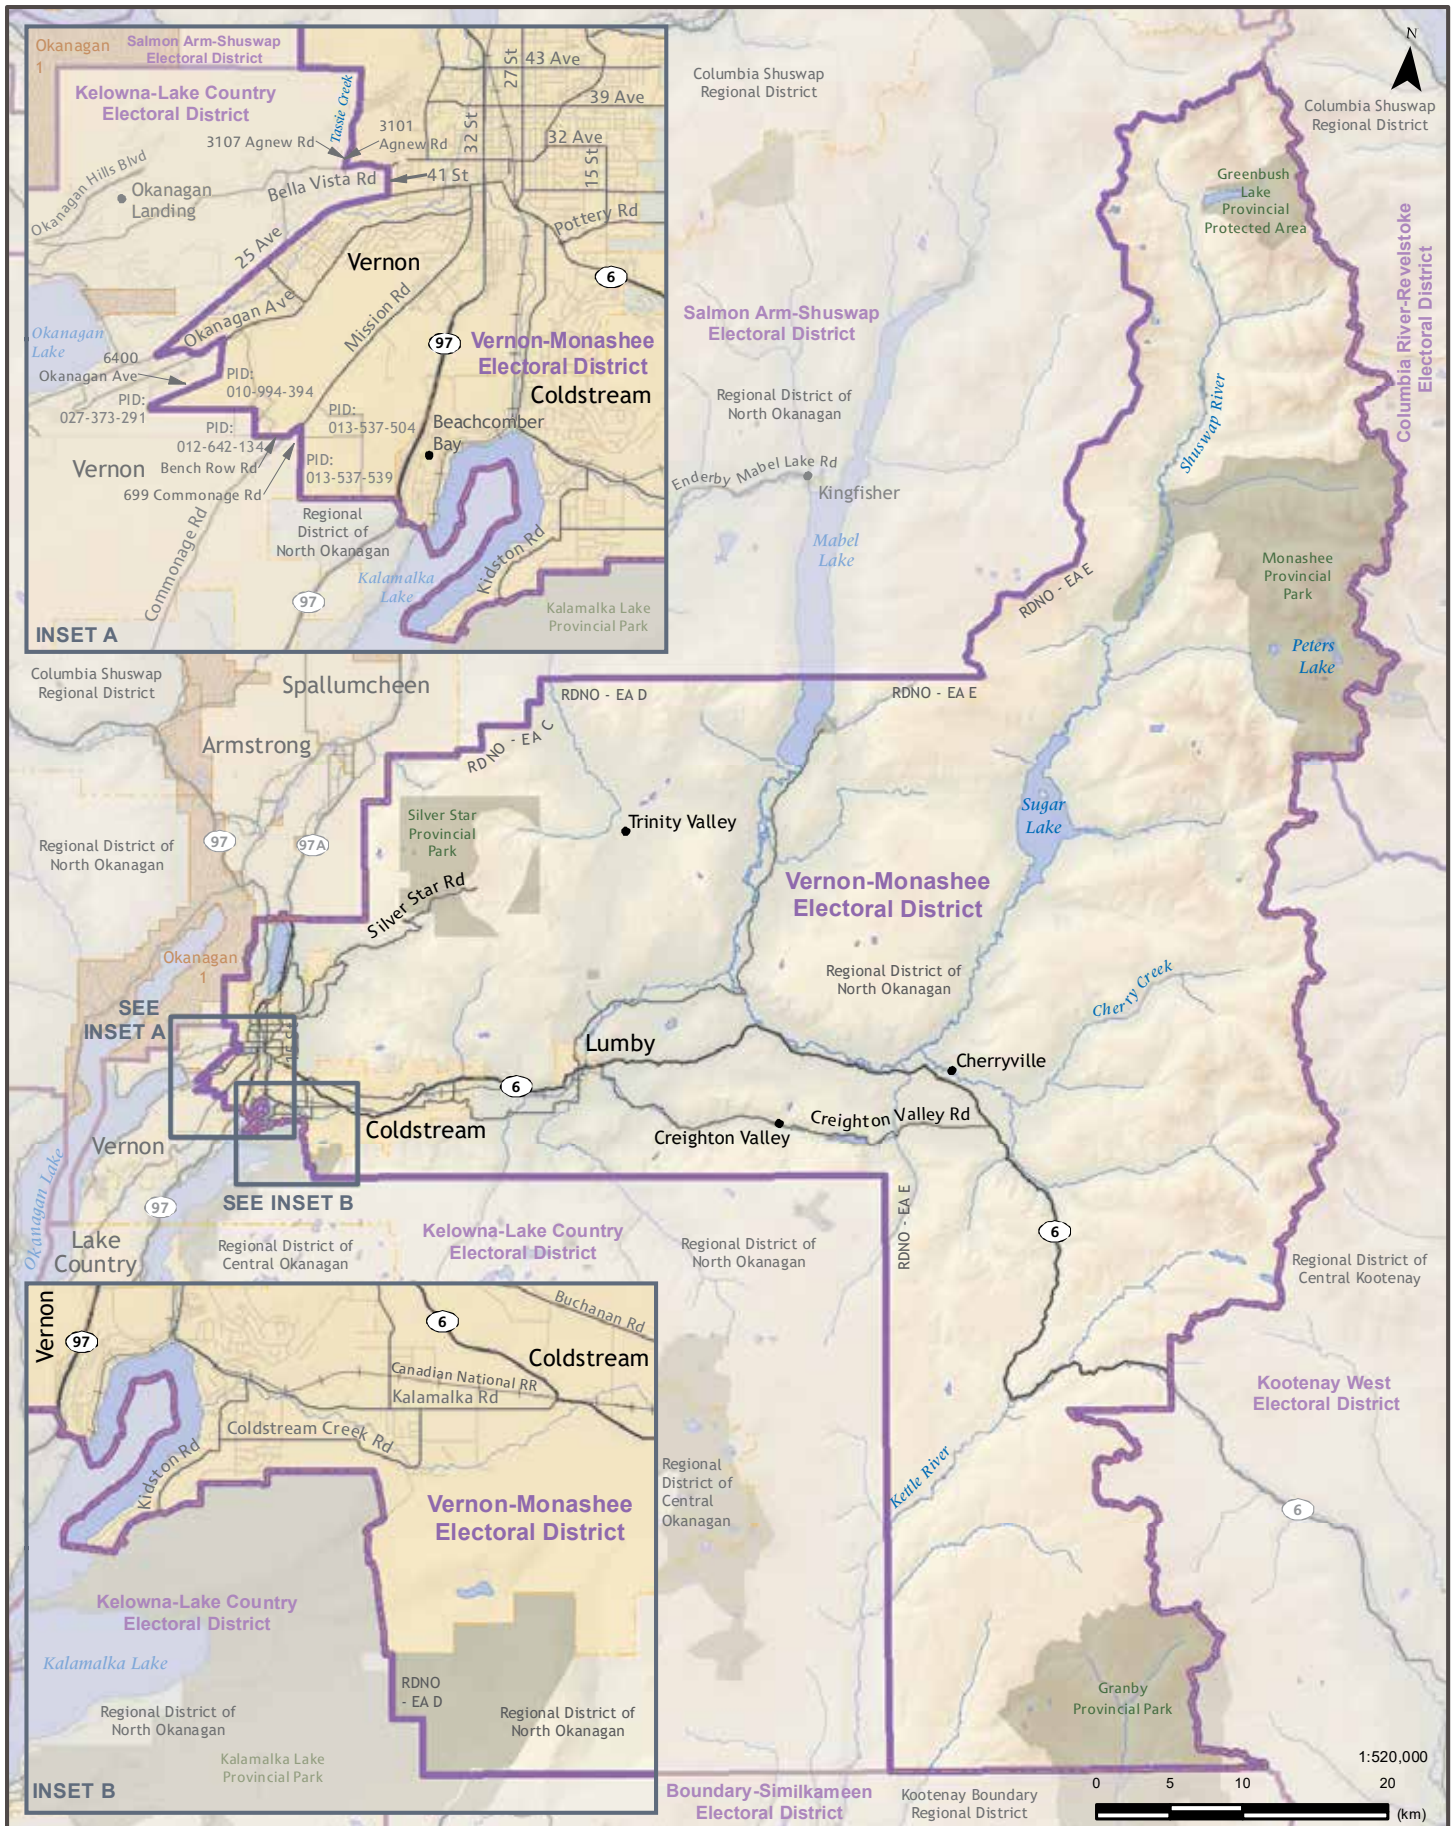 Okanagan
1
Salmon Arm-Shuswap
Electoral District
Kelowna-Lake Country
Electoral District
Tassie Creek
3107 Agnew Rd
3101
Agnew Rd
27 St
43 Ave
39 Ave
32 St
32 Ave
15 St
41 St
Bella Vista Rd
Okanagan Hills Blvd
Okanagan
Landing
Pottery Rd
25 Ave
Vernon
6
Okanagan Ave
Mission Rd
Okanagan
Lake
97
Vernon-Monashee
Electoral District
6400
Okanagan Ave
PID:
010-994-394
Coldstream
PID:
027-373-291
PID:
013-537-504
Beachcomber
Bay
PID:
012-642-134
Vernon
Bench Row Rd
PID:
013-537-539
699 Commonage Rd
Regional
District of
North Okanagan
Commonage Rd
Kidston Rd
Kalamalka
Lake
97
Kalamalka Lake
Provincial Park
INSET A
N
Columbia Shuswap
Regional District
Columbia Shuswap
Regional District
Greenbush
Lake
Provincial
Protected Area
Columbia River-Revelstoke
Electoral District
Salmon Arm-Shuswap
Electoral District
Regional District of
North Okanagan
Shuswap River
Enderby Mabel Lake Rd
Kingfisher
Mabel
Lake
RDNO - EA E
Monashee
Provincial
Park
Peters
Lake
Columbia Shuswap
Regional District
Spallumcheen
RDNO - EA D
RDNO - EA E
RDNO - EA C
Armstrong
97
97A
Regional District of
North Okanagan
Silver Star
Provincial
Park
Trinity Valley
Sugar
Lake
Silver Star Rd
Vernon-Monashee
Electoral District
Okanagan
1
Regional District of
North Okanagan
Cherry Creek
SEE
INSET A
Lumby
Cherryville
6
Coldstream
Creighton Valley Rd
Creighton Valley
Vernon
SEE INSET B
Okanagan Lake
97
RDNO - EA E
6
Lake
Country
Regional District of
Central Okanagan
Kelowna-Lake Country
Electoral District
Regional District of
North Okanagan
Regional District of
Central Kootenay
Kootenay West
Electoral District
Kettle River
Regional
District of
Central
Okanagan
6
Granby
Provincial Park
Boundary-Similkameen
Electoral District
Kootenay Boundary
Regional District
1:520,000
0 5 10 20
(km)
Vernon
97
6
Buchanan Rd
Coldstream
Canadian National RR
Kalamalka Rd
Coldstream Creek Rd
Kidston Rd
Vernon-Monashee
Electoral District
Kelowna-Lake Country
Electoral District
Kalamalka Lake
RDNO
- EA D
Regional District of
North Okanagan
Regional District of
North Okanagan
Kalamalka Lake
Provincial Park
INSET B